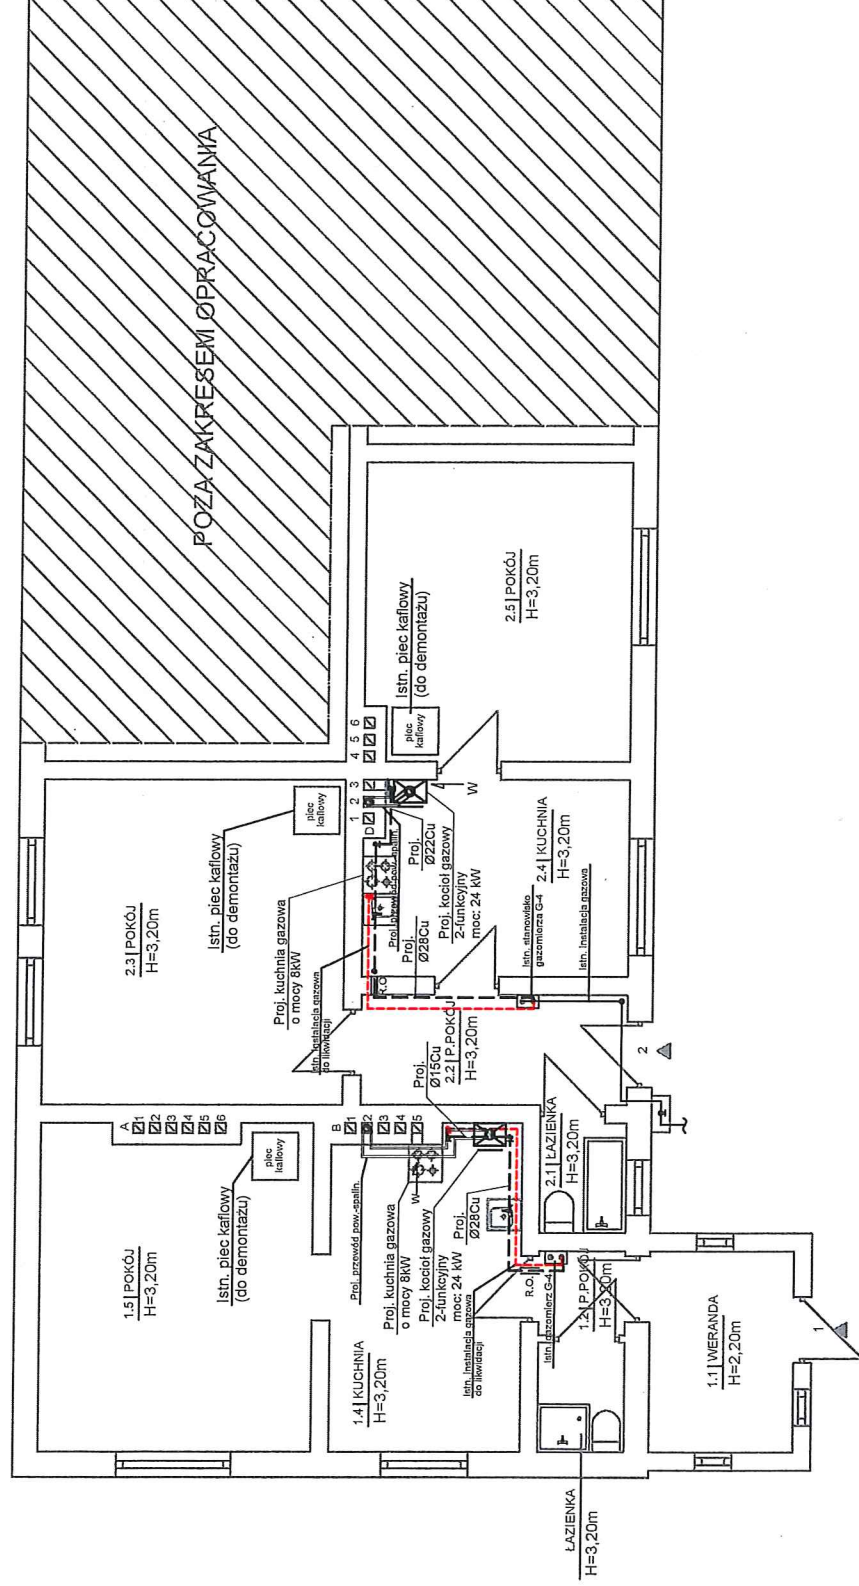 POZA ZAKRESEM OPRACOWANIA
1.5 | POKÓJ
H=3,20m
Istn. piec kaflowy
(do demontażu)
piec
kaflowy
A
1
2
3
4
5
6
2.3 | POKÓJ
H=3,20m
Istn. piec kaflowy
(do demontażu)
piec
kaflowy
Proj. kuchnia gazowa
o mocy 8kW
Istn. instalacja gazowa
do likwidacji
B
1
2
3
4
5
Proj. przewód pow.-spalin.
Proj. kuchnia gazowa
o mocy 8kW
Proj. kocioł gazowy
2-funkcyjny
moc: 24 kW
W
Proj.
Ø28Cu
Istn. instalacja gazowa
do likwidacji
1.4 | KUCHNIA
H=3,20m
Proj.
Ø15Cu
2.2 | P.POKÓJ
H=3,20m
R.O.
D
1
2
3
4
5
6
Proj. przewód pow.-spalin.
Proj.
Ø28Cu
Proj.
Ø22Cu
Proj. kocioł gazowy
2-funkcyjny
moc: 24 kW
W
2.4 | KUCHNIA
H=3,20m
Istn. stanowisko
gazomierza G-4
Istn. instalacja gazowa
piec
kaflowy
Istn. piec kaflowy
(do demontażu)
2.5 | POKÓJ
H=3,20m
R.O.
Istn. gazomierz G-4
1.2 | P.POKÓJ
H=3,20m
2.1 | ŁAZIENKA
H=3,20m
2
ŁAZIENKA
H=3,20m
1.1 | WERANDA
H=2,20m
1